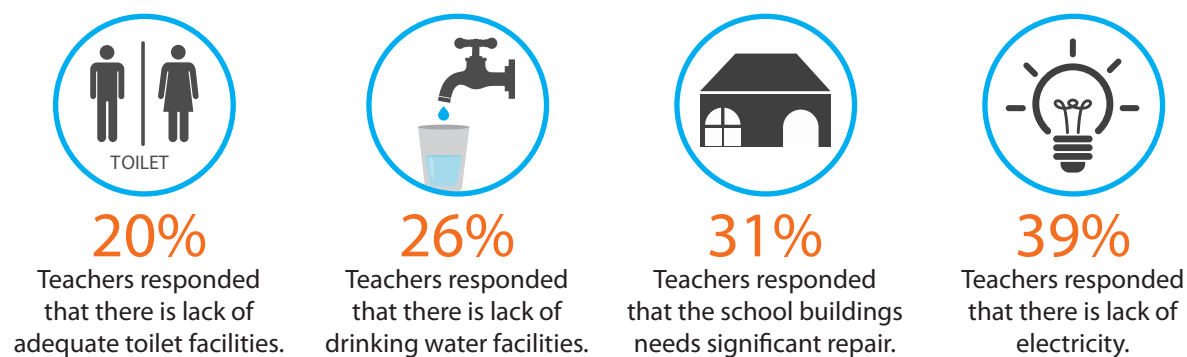 TOILET
20%
Teachers responded
that there is lack of
adequate toilet facilities.
26%
Teachers responded
that there is lack of
drinking water facilities.
31%
Teachers responded
that the school buildings
needs significant repair.
39%
Teachers responded
that there is lack of
electricity.